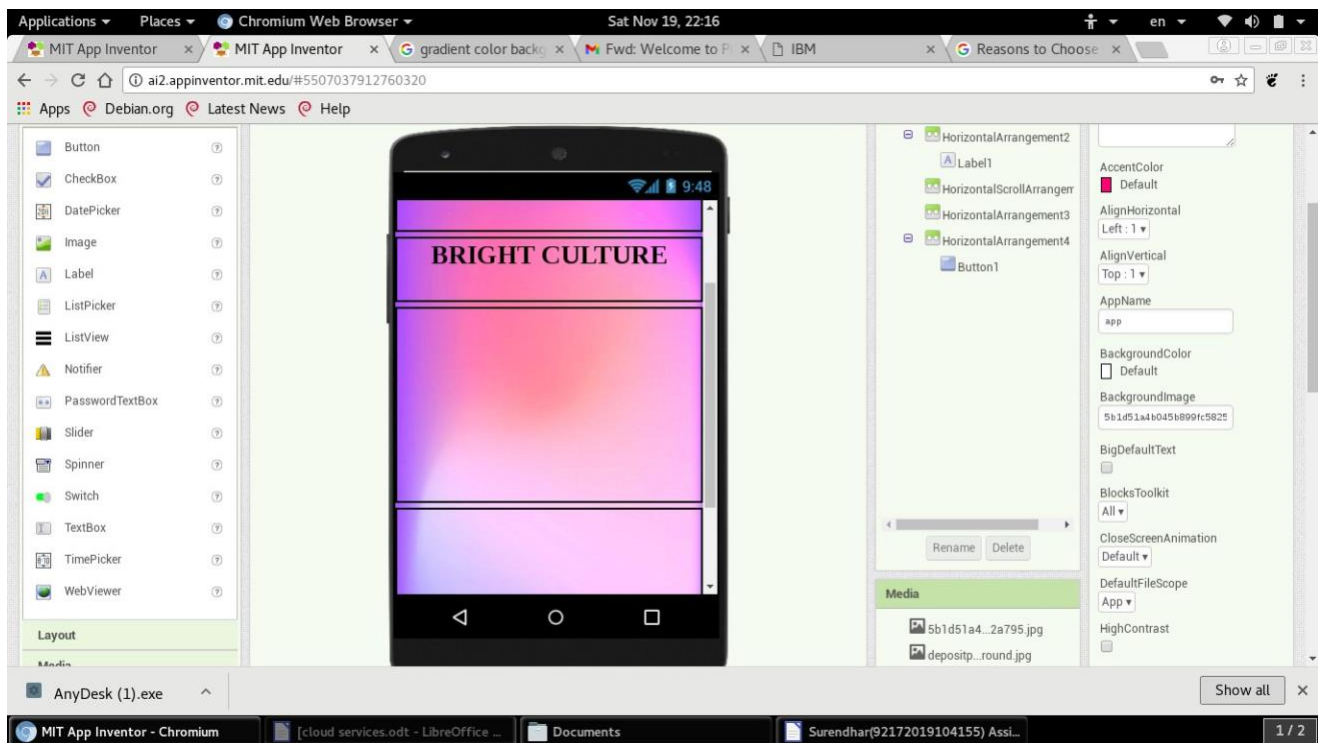 Applications Places Chromium Web Browser Sat Nov 19, 22:16 en
MIT App Inventor × MIT App Inventor × gradient color backg × Fwd: Welcome to P × IBM × Reasons to Choose ×
ai2.appinventor.mit.edu/#5507037912760320
Apps Debian.org Latest News Help
Button
CheckBox
DatePicker
Image
Label
ListPicker
ListView
Notifier
PasswordTextBox
Slider
Spinner
Switch
TextBox
TimePicker
WebViewer
Layout
Media
9:48
BRIGHT CULTURE
HorizontalArrangement2
Label1
HorizontalScrollArrangem
HorizontalArrangement3
HorizontalArrangement4
Button1
Rename Delete
Media
5b1d51a4...2a795.jpg
depositp...round.jpg
AccentColor
Default
AlignHorizontal
Left : 1
AlignVertical
Top : 1
AppName
app
BackgroundColor
Default
BackgroundImage
5b1d51a4b045b899fc5825
BigDefaultText
BlocksToolkit
All
CloseScreenAnimation
Default
DefaultFileScope
App
HighContrast
AnyDesk (1).exe Show all ×
MIT App Inventor - Chromium [cloud services.odt - LibreOffice ... Documents Surendhar(92172019104155) Assi... 1 / 2